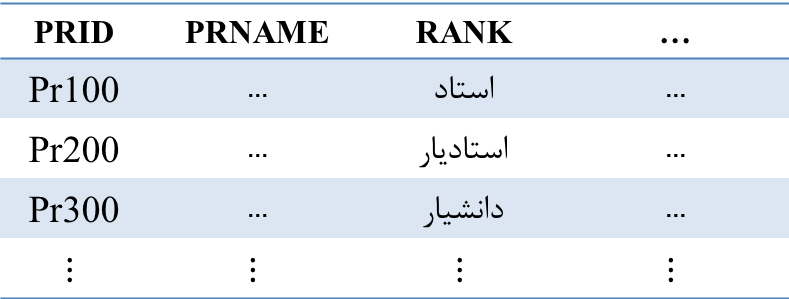 PRID PRNAME RANK ...
Pr100 ... استاد ...
Pr200 ... استادیار ...
Pr300 ... دانشیار ...
⋮ ⋮ ⋮ ⋮